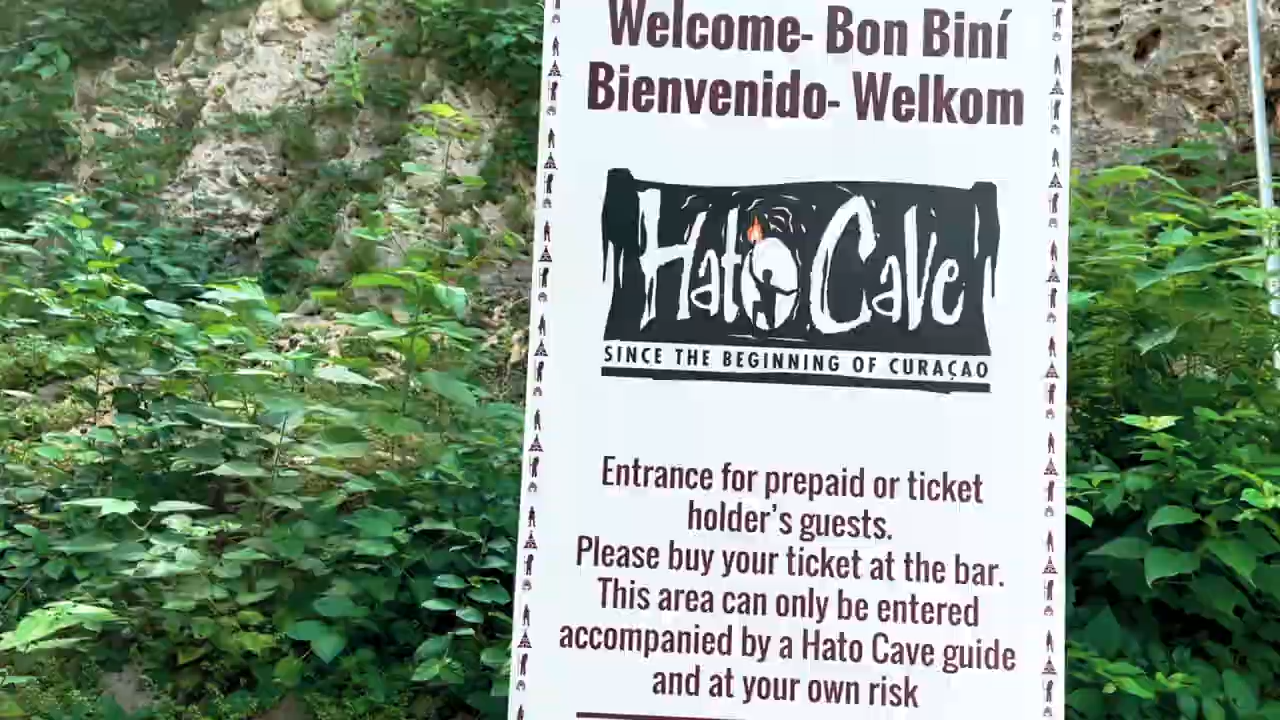 Welcome- Bon Biní
Bienvenido- Welkom
Hato Cave
SINCE THE BEGINNING OF CURAÇAO
Entrance for prepaid or ticket
holder's guests.
Please buy your ticket at the bar.
This area can only be entered
accompanied by a Hato Cave guide
and at your own risk